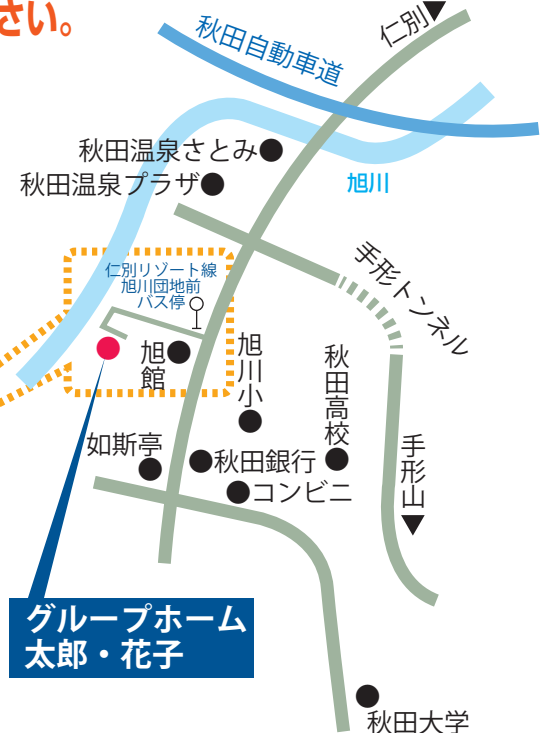 さい。
仁別▼
秋田自動車道
秋田温泉さとみ●
秋田温泉プラザ●
旭川
手形トンネル
仁別リゾート線
旭川団地前
バス停
旭館●
旭川小
秋田高校
如斯亭
●秋田銀行
●コンビニ
手形山▼
グループホーム
太郎・花子
秋田大学